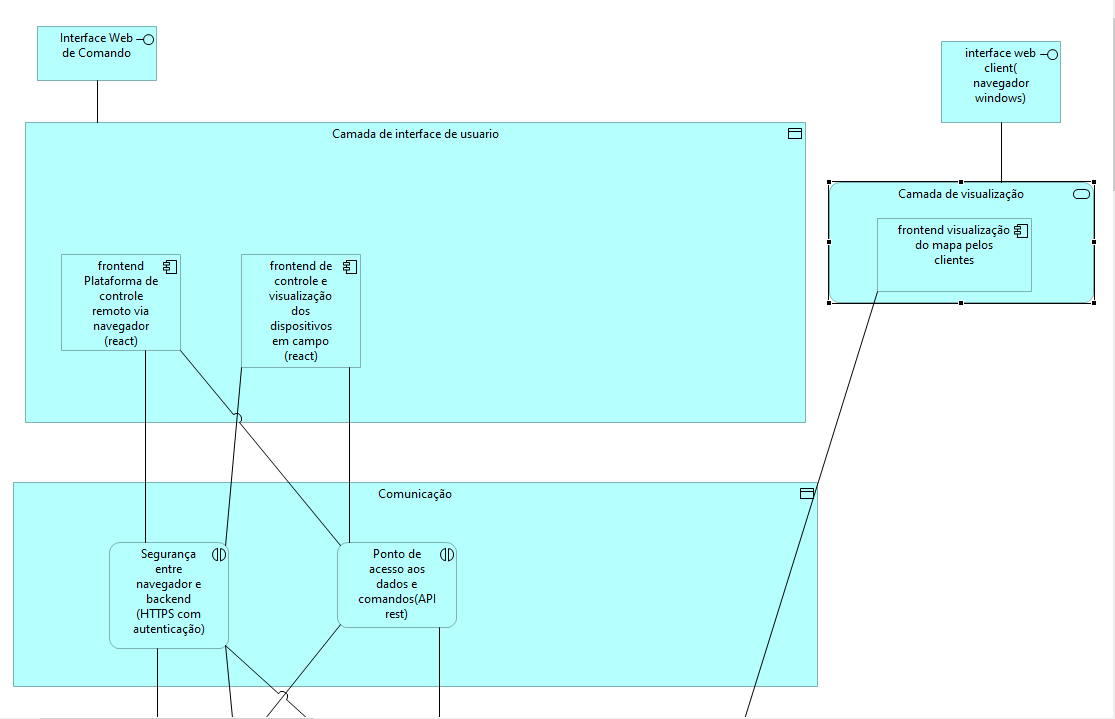 Interface Web
de Comando
interface web
client(
navegador
windows)
Camada de interface de usuario
Camada de visualização
frontend visualização
do mapa pelos
clientes
frontend
Plataforma de
controle
remoto via
navegador
(react)
frontend de
controle e
visualização
dos
dispositivos
em campo
(react)
Comunicação
Segurança
entre
navegador e
backend
(HTTPS com
autenticação)
Ponto de
acesso aos
dados e
comandos(API
rest)